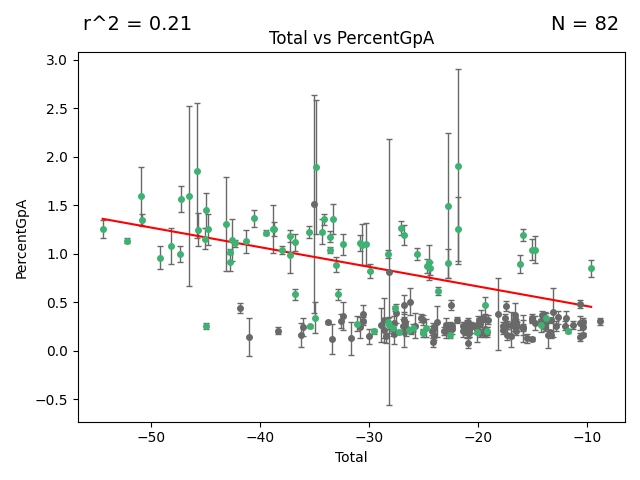 r^2 = 0.21
N = 82
Total vs PercentGpA
3.0
2.5
2.0
1.5
1.0
0.5
0.0
−0.5
PercentGpA
−50
−40
−30
−20
−10
Total